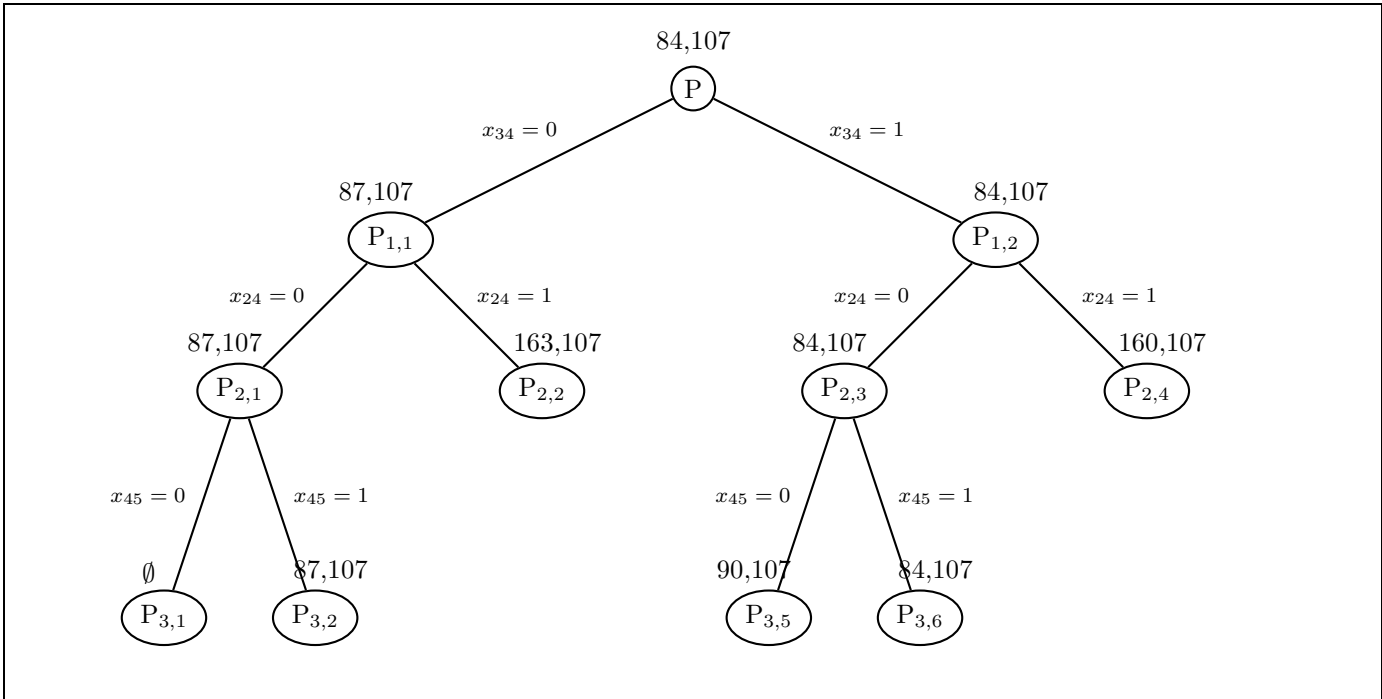 84,107
P
x₃₄ = 0
x₃₄ = 1
87,107
84,107
P₁,₁
P₁,₂
x₂₄ = 0
x₂₄ = 1
x₂₄ = 0
x₂₄ = 1
87,107
163,107
84,107
160,107
P₂,₁
P₂,₂
P₂,₃
P₂,₄
x₄₅ = 0
x₄₅ = 1
x₄₅ = 0
x₄₅ = 1
∅
87,107
90,107
84,107
P₃,₁
P₃,₂
P₃,₅
P₃,₆